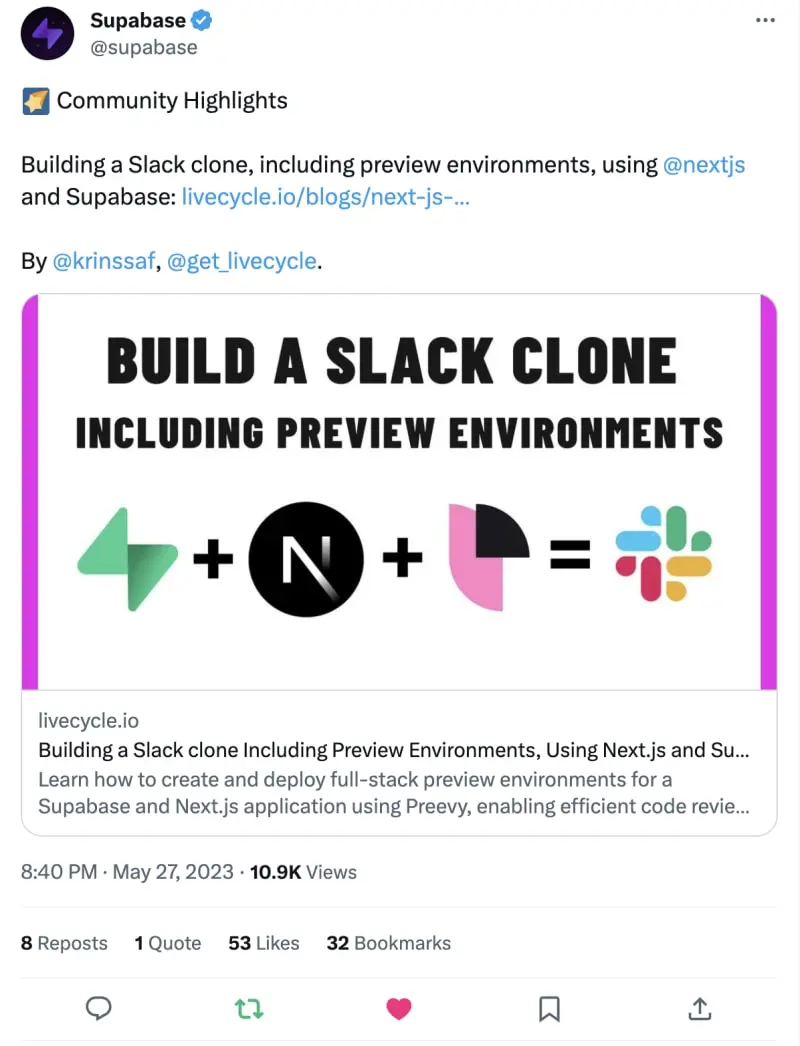 Supabase
@supabase
Community Highlights
Building a Slack clone, including preview environments, using @nextjs
and Supabase: livecycle.io/blogs/next-js-...
By @krinssaf, @get_livecycle.
BUILD A SLACK CLONE
INCLUDING PREVIEW ENVIRONMENTS
+ N + =
livecycle.io
Building a Slack clone Including Preview Environments, Using Next.js and Su...
Learn how to create and deploy full-stack preview environments for a
Supabase and Next.js application using Preevy, enabling efficient code revie...
8:40 PM · May 27, 2023 · 10.9K Views
8 Reposts 1 Quote 53 Likes 32 Bookmarks